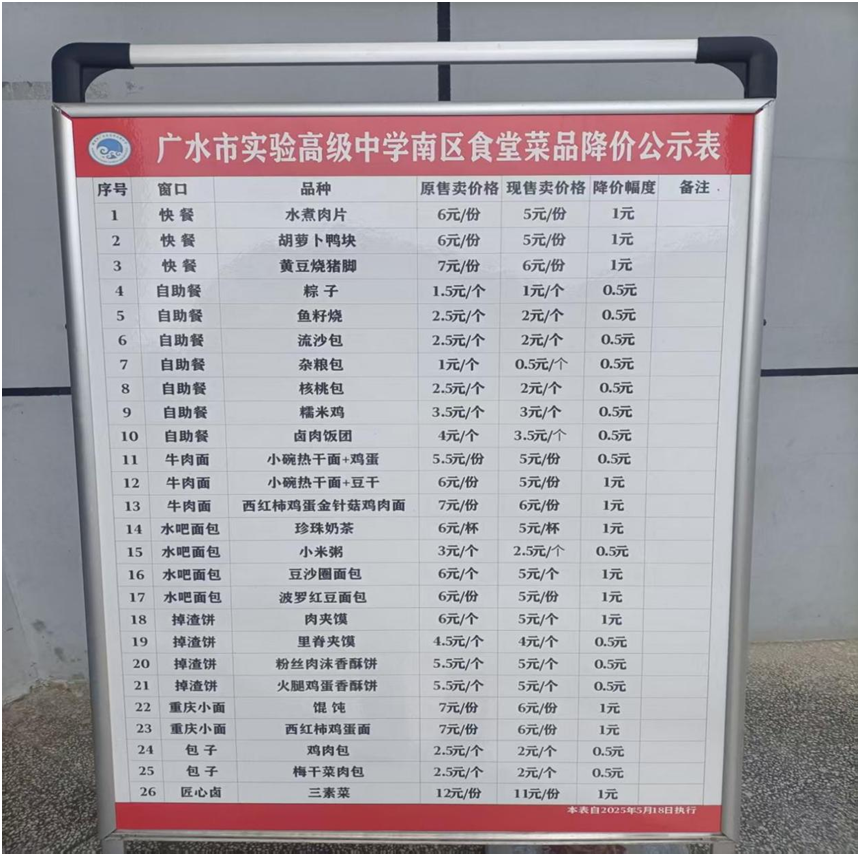 广水市实验高级中学南区食堂菜品降价公示表
序号 窗口 品种 原售卖价格 现售卖价格 降价幅度 备注
1 快餐 水煮肉片 6元/份 5元/份 1元
2 快餐 胡萝卜鸭块 6元/份 5元/份 1元
3 快餐 黄豆烧猪脚 7元/份 6元/份 1元
4 自助餐 粽子 1.5元/个 1元/个 0.5元
5 自助餐 鱼籽烧 2.5元/个 2元/个 0.5元
6 自助餐 流沙包 2.5元/个 2元/个 0.5元
7 自助餐 杂粮包 1元/个 0.5元/个 0.5元
8 自助餐 核桃包 2.5元/个 2元/个 0.5元
9 自助餐 糯米鸡 3.5元/个 3元/个 0.5元
10 自助餐 卤肉饭团 4元/个 3.5元/个 0.5元
11 牛肉面 小碗热干面+鸡蛋 5.5元/份 5元/份 0.5元
12 牛肉面 小碗热干面+豆干 6元/份 5元/份 1元
13 牛肉面 西红柿鸡蛋金针菇鸡肉面 7元/份 6元/份 1元
14 水吧面包 珍珠奶茶 6元/杯 5元/杯 1元
15 水吧面包 小米粥 3元/个 2.5元/个 0.5元
16 水吧面包 豆沙圈面包 6元/个 5元/个 1元
17 水吧面包 波罗红豆面包 6元/份 5元/份 1元
18 掉渣饼 肉夹馍 6元/个 5元/个 1元
19 掉渣饼 里脊夹馍 4.5元/个 4元/个 0.5元
20 掉渣饼 粉丝肉沫香酥饼 5.5元/个 5元/个 0.5元
21 掉渣饼 火腿鸡蛋香酥饼 5.5元/个 5元/个 0.5元
22 重庆小面 馄饨 7元/份 6元/份 1元
23 重庆小面 西红柿鸡蛋面 7元/份 6元/份 1元
24 包子 鸡肉包 2.5元/个 2元/个 0.5元
25 包子 梅干菜肉包 2.5元/个 2元/个 0.5元
26 匠心卤 三素菜 12元/份 11元/份 1元
本表自2025年5月18日执行